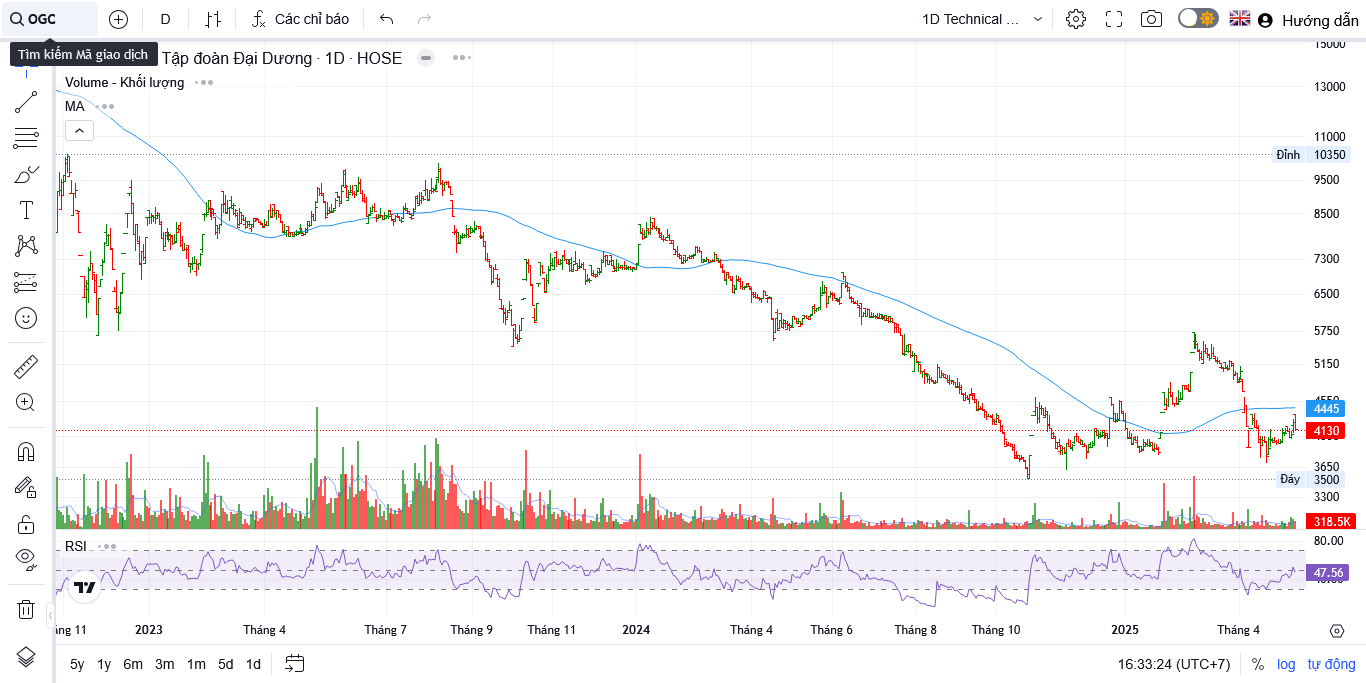 OGC
D
Các chỉ báo
1D Technical ...
Hướng dẫn
Tìm kiếm Mã giao dịch
Tập đoàn Đại Dương · 1D · HOSE
Volume - Khối lượng
MA
15000
13000
11000
Đỉnh 10350
9500
8500
7300
6500
5750
5150
4445
4130
3650
Đáy 3500
3300
318.5K
RSI
80.00
47.56
2023
Tháng 4
Tháng 7
Tháng 9
Tháng 11
2024
Tháng 4
Tháng 6
Tháng 8
Tháng 10
2025
Tháng 4
5y 1y 6m 3m 1m 5d 1d
16:33:24 (UTC+7)
% log tự động